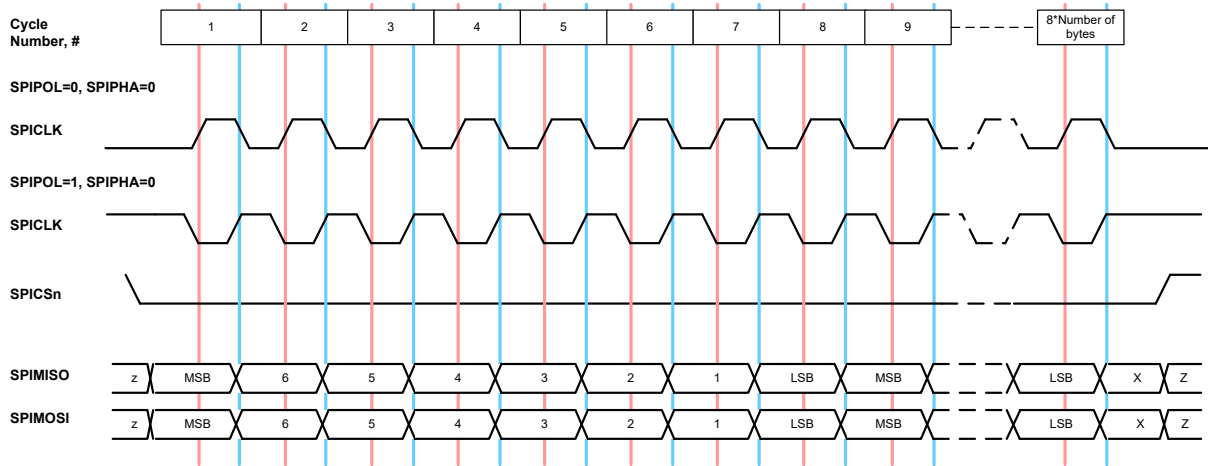 Cycle
Number, #
1 2 3 4 5 6 7 8 9
8*Number of
bytes
SPIPOL=0, SPIPHA=0
SPICLK
SPIPOL=1, SPIPHA=0
SPICLK
SPICSn
SPIMISO z MSB 6 5 4 3 2 1 LSB MSB LSB X Z
SPIMOSI z MSB 6 5 4 3 2 1 LSB MSB LSB X Z